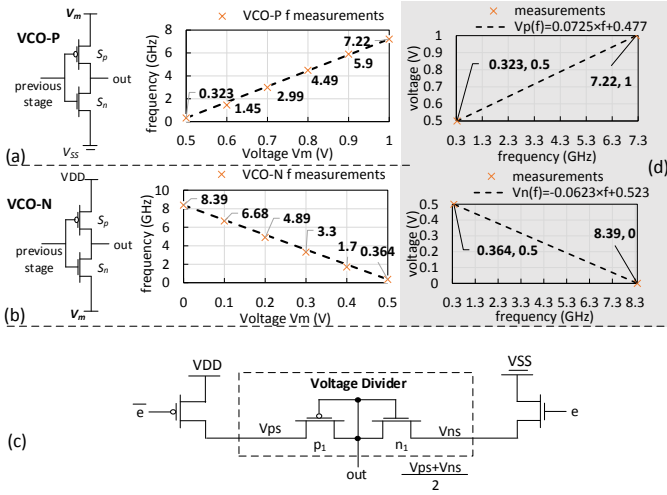 Vm
VCO-P
Sp
previous
stage
out
Sn
VSS
(a)
VCO-P f measurements
frequency (GHz)
8
6
4
2
0
0.323
1.45
2.99
4.49
5.9
7.22
0.5 0.6 0.7 0.8 0.9 1
Voltage Vm (V)
VDD
VCO-N
Sp
previous
stage
out
Sn
Vm
(b)
VCO-N f measurements
frequency (GHz)
10
8
6
4
2
0
8.39
6.68
4.89
3.3
1.7
0.364
0 0.1 0.2 0.3 0.4 0.5
Voltage Vm (V)
measurements
Vp(f)=0.0725×f+0.477
voltage (V)
1
0.9
0.8
0.7
0.6
0.5
0.323, 0.5
7.22, 1
0.3 1.3 2.3 3.3 4.3 5.3 6.3 7.3
frequency (GHz)
(d)
measurements
Vn(f)=-0.0623×f+0.523
voltage (V)
0.5
0.4
0.3
0.2
0.1
0
0.364, 0.5
8.39, 0
0.3 1.3 2.3 3.3 4.3 5.3 6.3 7.3 8.3
frequency (GHz)
(c)
VDD
e
Voltage Divider
Vps
p1
n1
Vns
out
Vps+Vns
2
VSS
e